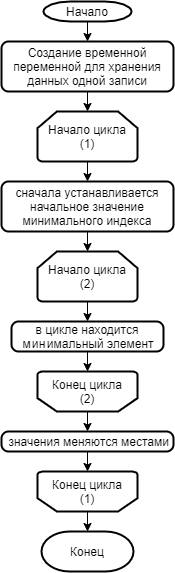 Начало
Создание временной
переменной для хранения
данных одной записи
Начало цикла
(1)
сначала устанавливается
начальное значение
минимального индекса
Начало цикла
(2)
в цикле находится
минимальный элемент
Конец цикла
(2)
значения меняются местами
Конец цикла
(1)
Конец